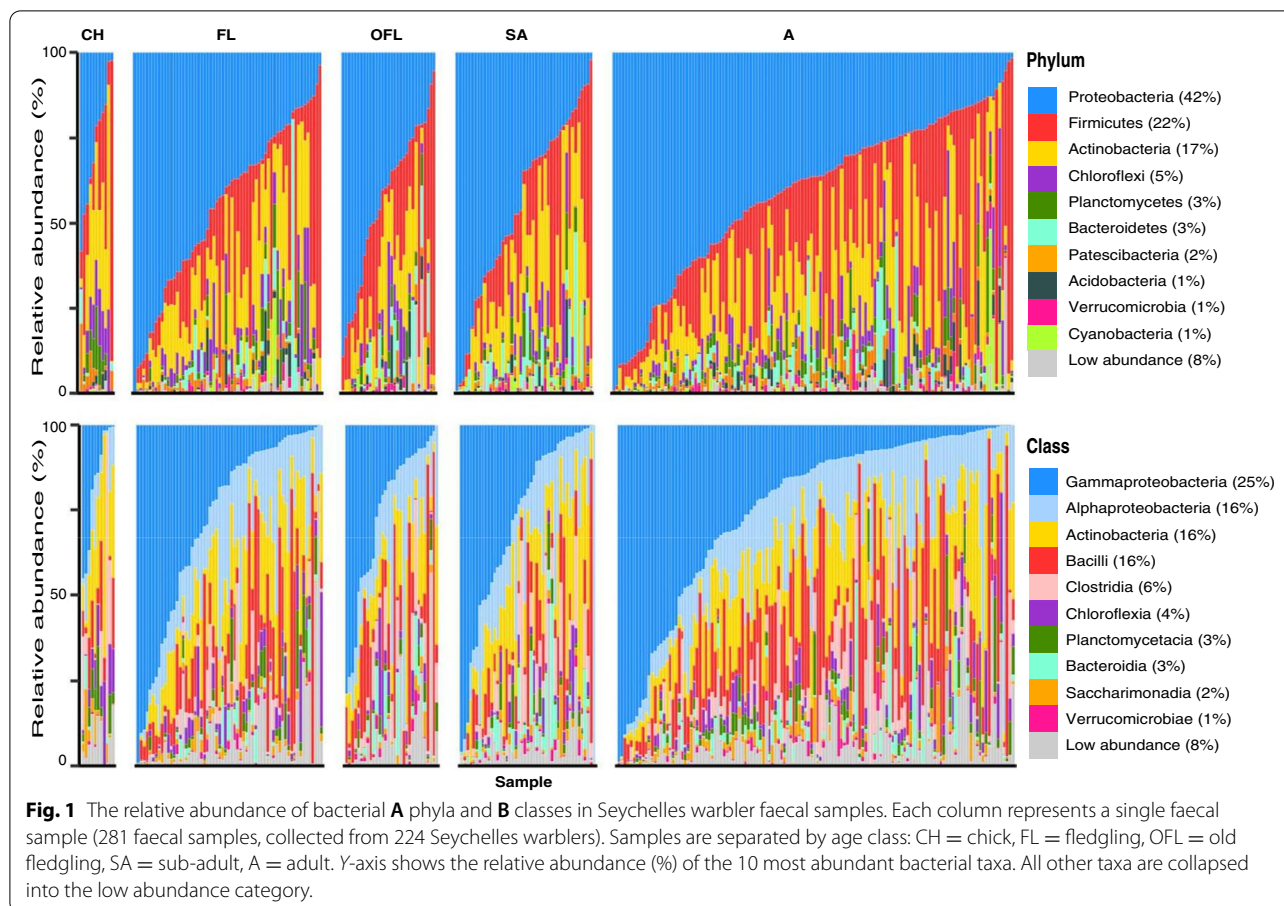 CH FL OFL SA A
100
50
0
Relative abundance (%)
Phylum
Proteobacteria (42%)
Firmicutes (22%)
Actinobacteria (17%)
Chloroflexi (5%)
Planctomycetes (3%)
Bacteroidetes (3%)
Patescibacteria (2%)
Acidobacteria (1%)
Verrucomicrobia (1%)
Cyanobacteria (1%)
Low abundance (8%)
100
50
0
Relative abundance (%)
Class
Gammaproteobacteria (25%)
Alphaproteobacteria (16%)
Actinobacteria (16%)
Bacilli (16%)
Clostridia (6%)
Chloroflexia (4%)
Planctomycetacia (3%)
Bacteroidia (3%)
Saccharimonadia (2%)
Verrucomicrobiae (1%)
Low abundance (8%)
Sample
Fig. 1 The relative abundance of bacterial A phyla and B classes in Seychelles warbler faecal samples. Each column represents a single faecal
sample (281 faecal samples, collected from 224 Seychelles warblers). Samples are separated by age class: CH = chick, FL = fledgling, OFL = old
fledgling, SA = sub-adult, A = adult. Y-axis shows the relative abundance (%) of the 10 most abundant bacterial taxa. All other taxa are collapsed
into the low abundance category.